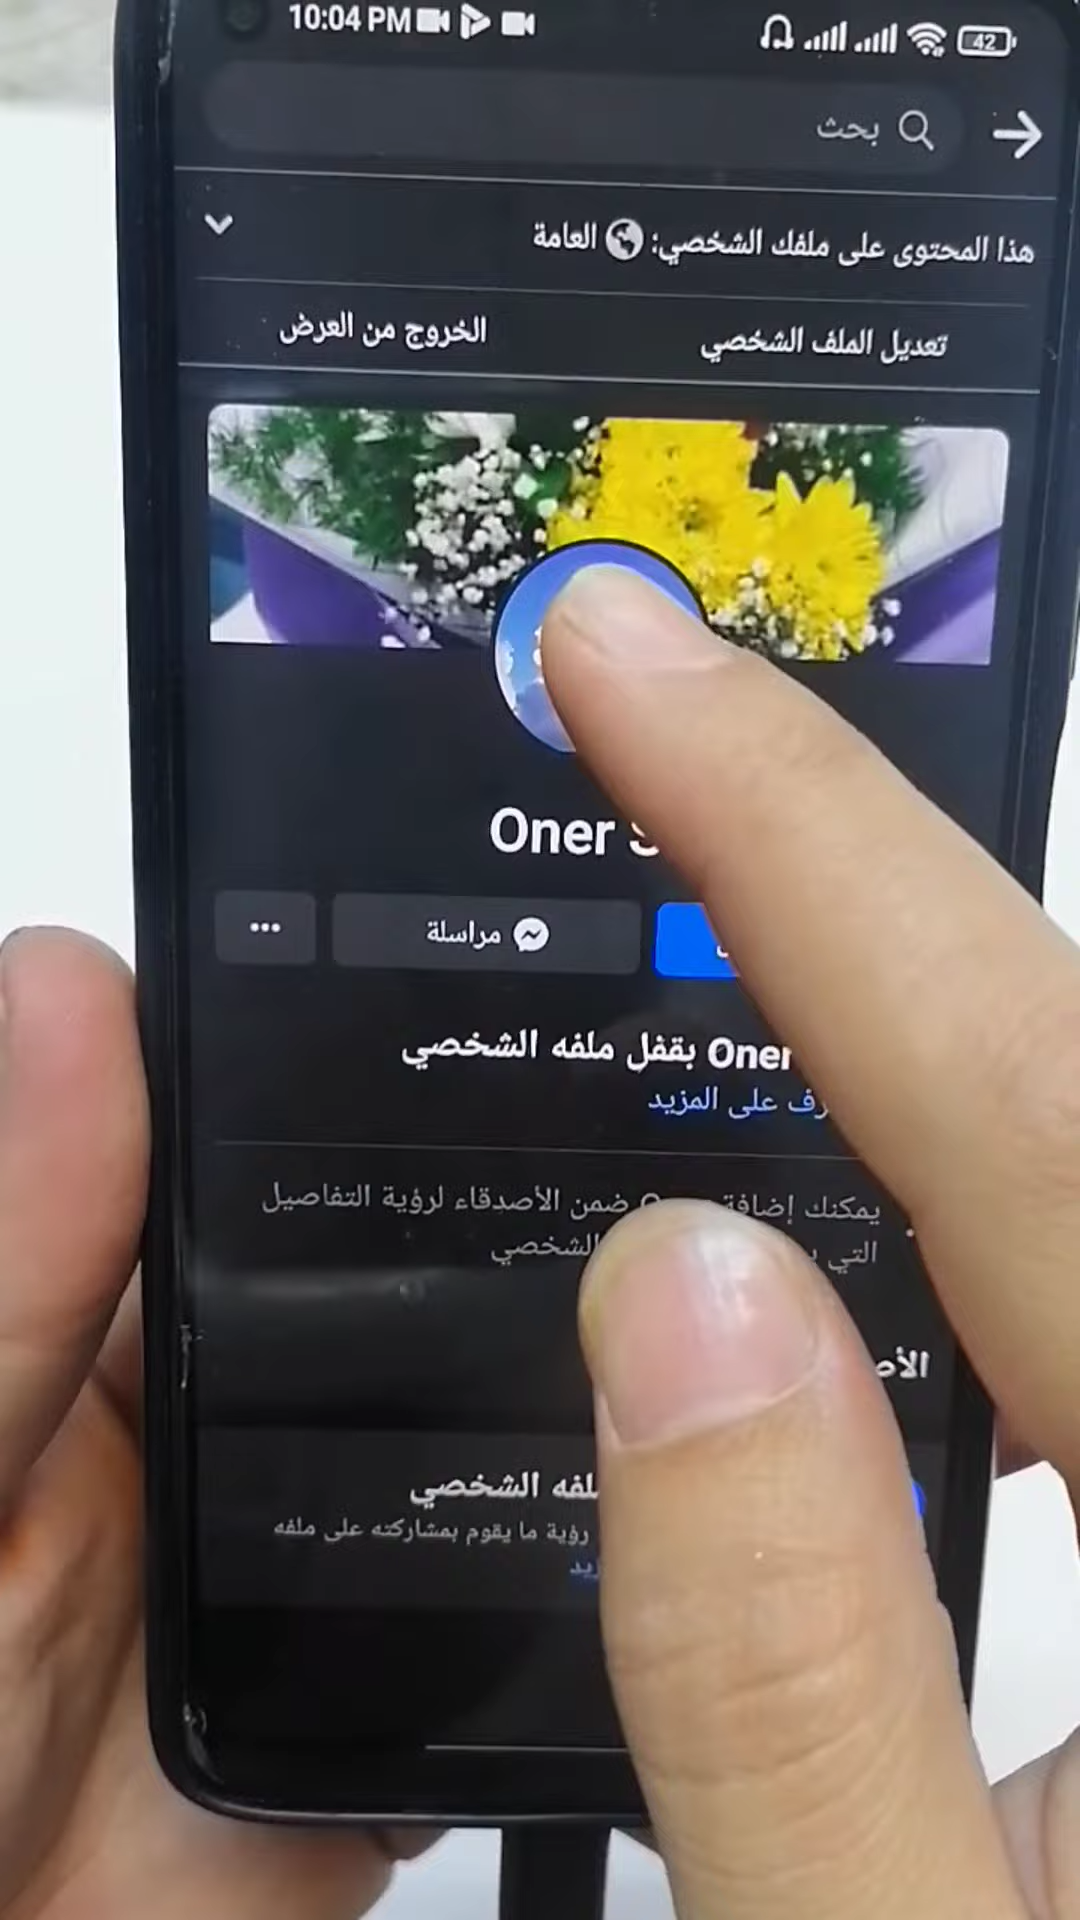 10:04 PM
42
بحث
هذا المحتوى على ملفك الشخصي: العامة
تعديل الملف الشخصي
الخروج من العرض
Oner
مراسلة
Oner بقفل ملفه الشخصي
على المزيد
يمكنك إضافة ضمن الأصدقاء لرؤية التفاصيل
التي الشخصي
الشخصي
رؤية ما يقوم بمشاركته على ملفه